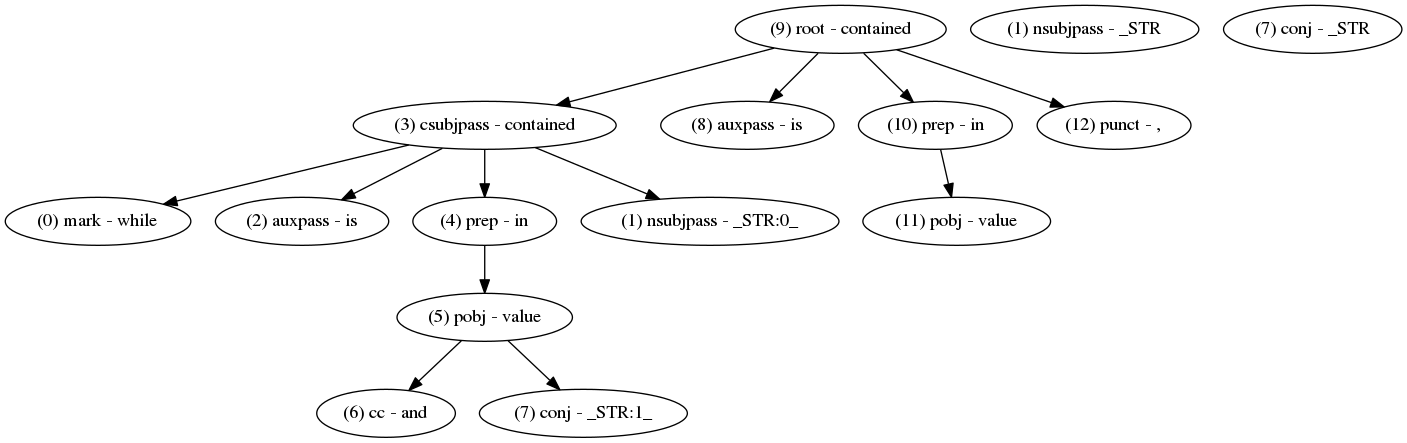 (9) root - contained
(1) nsubjpass - _STR
(7) conj - _STR
(3) csubjpass - contained
(8) auxpass - is
(10) prep - in
(12) punct - ,
(0) mark - while
(2) auxpass - is
(4) prep - in
(1) nsubjpass - _STR:0_
(11) pobj - value
(5) pobj - value
(6) cc - and
(7) conj - _STR:1_